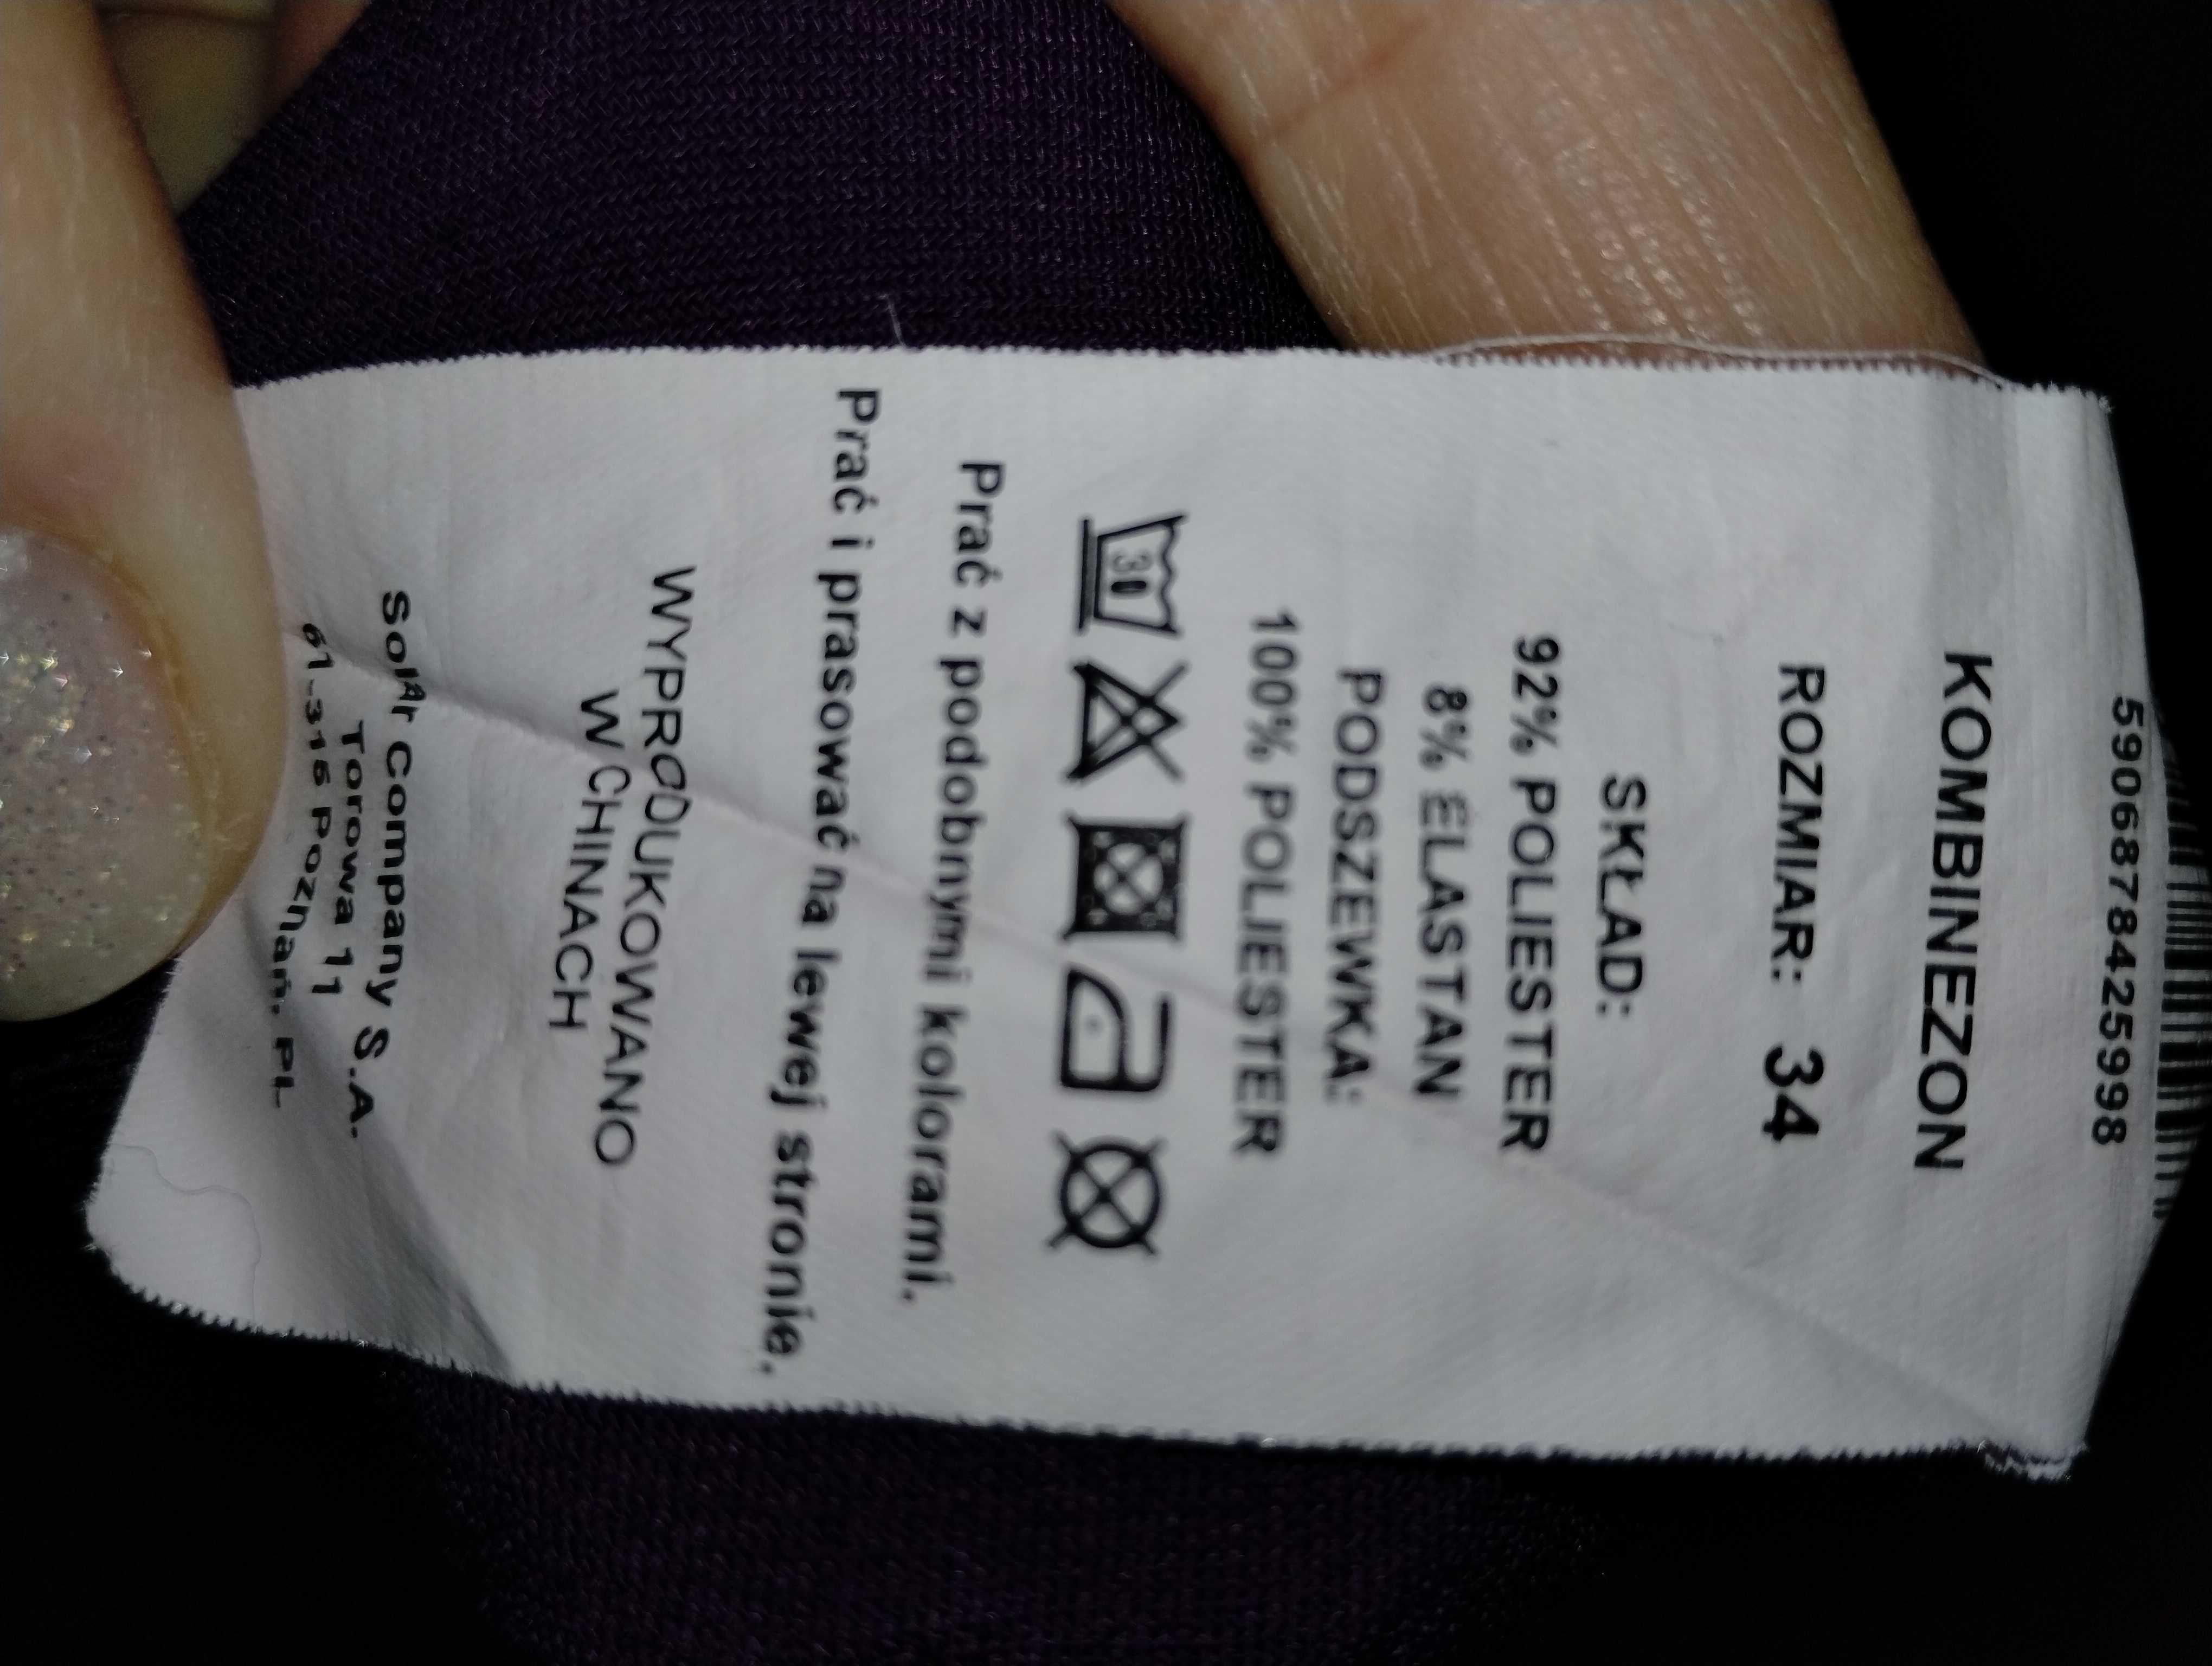 5906878425998
KOMBINEZON
ROZMIAR: 34
SKŁAD:
92% POLIESTER
8% ELASTAN
PODSZEWKA:
100% POLIESTER
30
Prać z podobnymi kolorami.
Prać i prasować na lewej stronie.
WYPRODUKOWANO
W CHINACH
Solar Company S.A.
Torowa 11
61-315 Poznań, PL